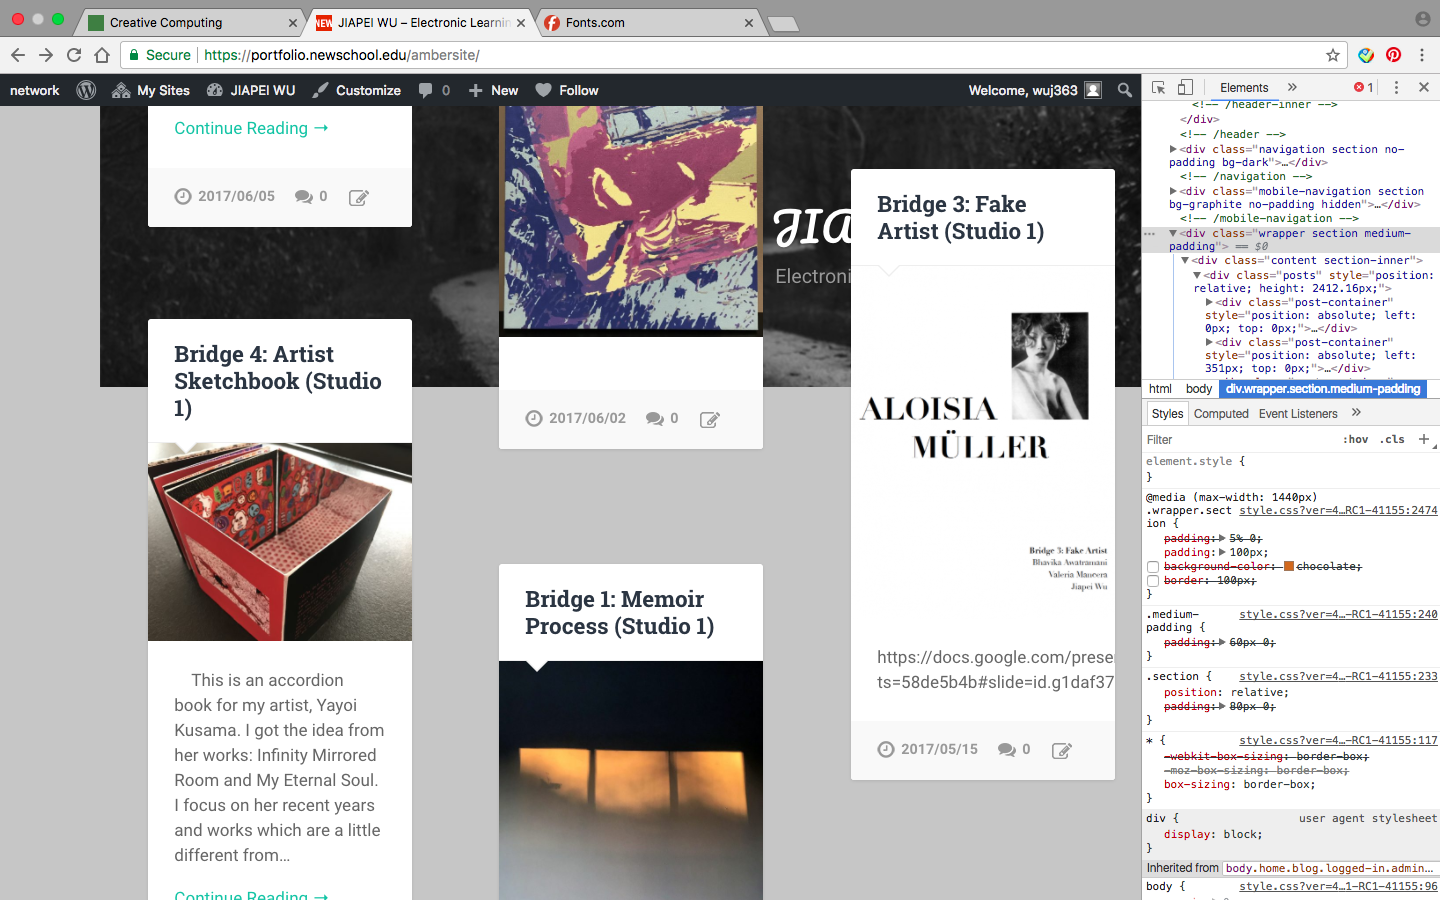 Creative Computing
NEW JIAPEI WU – Electronic Learnin
Fonts.com
Secure https://portfolio.newschool.edu/ambersite/
network My Sites JIAPEI WU Customize 0 New Follow Welcome, wuj363
Continue Reading →
2017/06/05 0
Bridge 4: Artist
Sketchbook (Studio
1)
This is an accordion
book for my artist, Yayoi
Kusama. I got the idea from
her works: Infinity Mirrored
Room and My Eternal Soul.
I focus on her recent years
and works which are a little
different from…
Continue Reading →
2017/06/02 0
Bridge 1: Memoir
Process (Studio 1)
JIA
Electroni
Bridge 3: Fake
Artist (Studio 1)
ALOISIA
MÜLLER
Bridge 3: Fake Artist
Bhavika Awatramani
Valeria Mancera
Jiapei Wu
https://docs.google.com/prese
ts=58de5b4b#slide=id.g1daf37
2017/05/15 0
Elements » 1
<!-- /header-inner -->
</div>
<!-- /header -->
<div class="navigation section no-
padding bg-dark">…</div>
<!-- /navigation -->
<div class="mobile-navigation section
bg-graphite no-padding hidden">…</div>
<!-- /mobile-navigation -->
<div class="wrapper section medium-
padding"> == $0
<div class="content section-inner">
<div class="posts" style="position:
relative; height: 2412.16px;">
<div class="post-container"
style="position: absolute; left:
0px; top: 0px;">…</div>
<div class="post-container"
style="position: absolute; left:
351px; top: 0px;">…</div>
html body div.wrapper.section.medium-padding
Styles Computed Event Listeners »
Filter :hov .cls +
element.style {
}
@media (max-width: 1440px)
.wrapper.sect style.css?ver=4…RC1-41155:2474
ion {
padding: 5% 0;
padding: 100px;
background-color: chocolate;
border: 100px;
}
.medium- style.css?ver=4…-RC1-41155:240
padding {
padding: 60px 0;
}
.section { style.css?ver=4…-RC1-41155:233
position: relative;
padding: 80px 0;
}
* { style.css?ver=4…-RC1-41155:117
-webkit-box-sizing: border-box;
-moz-box-sizing: border-box;
box-sizing: border-box;
}
div { user agent stylesheet
display: block;
}
Inherited from body.home.blog.logged-in.admin…
body { style.css?ver=4…1-RC1-41155:96